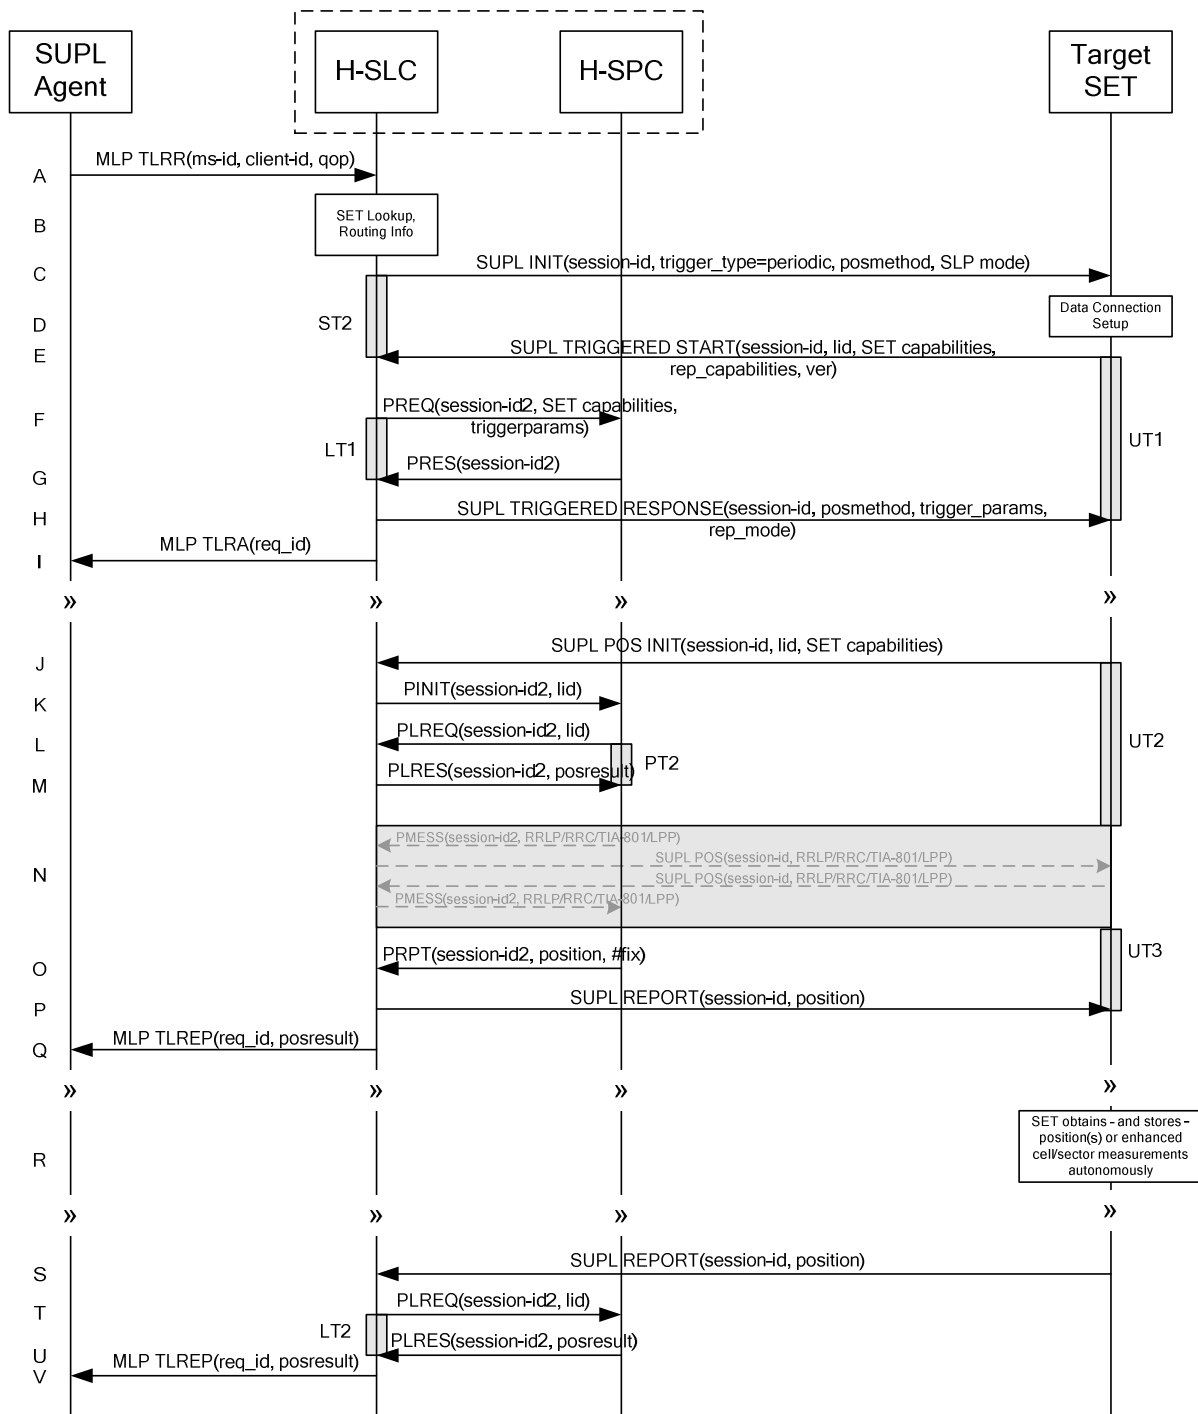 SUPL
Agent
H-SLC
H-SPC
Target
SET
A
MLP TLRR(ms-id, client-id, qop)
B
SET Lookup,
Routing Info
C
SUPL INIT(session-id, trigger_type=periodic, posmethod, SLP mode)
D
ST2
Data Connection
Setup
E
SUPL TRIGGERED START(session-id, lid, SET capabilities,
rep_capabilities, ver)
F
PREQ(session-id2, SET capabilities,
triggerparams)
LT1
UT1
G
PRES(session-id2)
H
SUPL TRIGGERED RESPONSE(session-id, posmethod, trigger_params,
rep_mode)
I
MLP TLRA(req_id)
» » » »
J
SUPL POS INIT(session-id, lid, SET capabilities)
K
PINIT(session-id2, lid)
L
PLREQ(session-id2, lid)
UT2
PT2
M
PLRES(session-id2, posresult)
N
PMESS(session-id2, RRLP/RRC/TIA-801/LPP)
SUPL POS(session-id, RRLP/RRC/TIA-801/LPP)
SUPL POS(session-id, RRLP/RRC/TIA-801/LPP)
PMESS(session-id2, RRLP/RRC/TIA-801/LPP)
O
PRPT(session-id2, position, #fix)
UT3
P
SUPL REPORT(session-id, position)
Q
MLP TLREP(req_id, posresult)
» » » »
R
SET obtains - and stores -
position(s) or enhanced
cell/sector measurements
autonomously
» » » »
S
SUPL REPORT(session-id, position)
T
PLREQ(session-id2, lid)
LT2
U
PLRES(session-id2, posresult)
V
MLP TLREP(req_id, posresult)